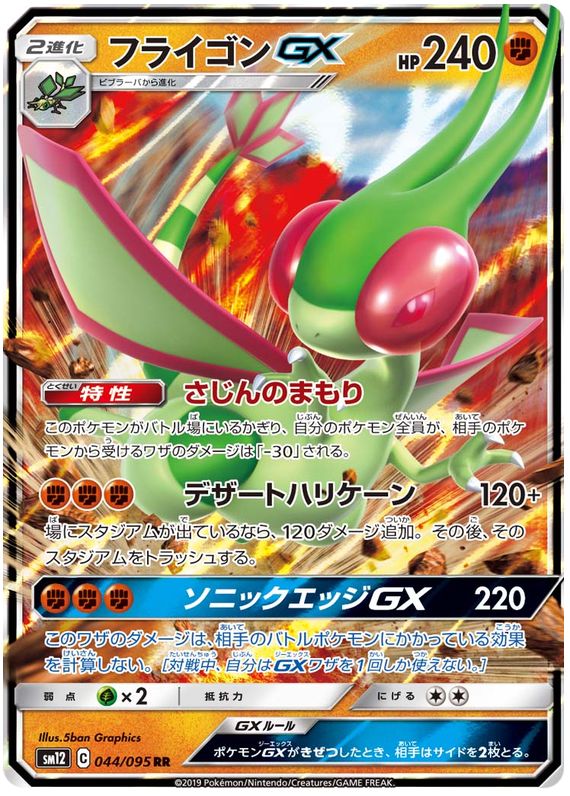 2進化 フライゴンGX HP240
ビブラーバから進化
とくせい
特性 さじんのまもり
このポケモンがバトル場にいるかぎり、自分のポケモン全員が、相手のポケ
モンから受けるワザのダメージは「-30」される。
デザートハリケーン 120+
場にスタジアムが出ているなら、120ダメージ追加。その後、その
スタジアムをトラッシュする。
ソニックエッジGX 220
このワザのダメージは、相手のバトルポケモンにかかっている効果
を計算しない。[対戦中、自分はGXワザを1回しか使えない。]
弱点 ×2 抵抗力 にげる
Illus.5ban Graphics
GXルール
ポケモンGXがきぜつしたとき、相手はサイドを2枚とる。
sm12 C 044/095 RR
©2019 Pokémon/Nintendo/Creatures/GAME FREAK.